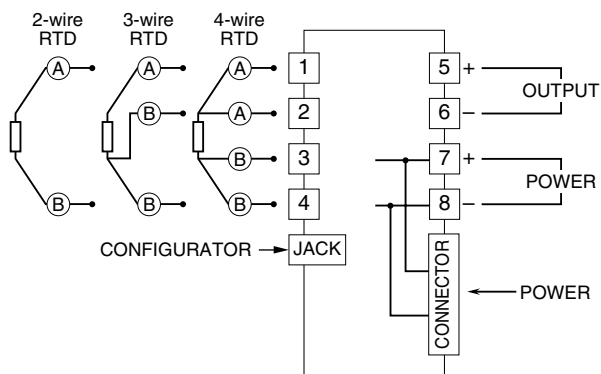 2-wire RTD
3-wire RTD
4-wire RTD
A A A 1 5 +
OUTPUT
B A 2 6 −
B 3 7 +
POWER
B B B 4 8 −
CONFIGURATOR JACK
CONNECTOR
POWER